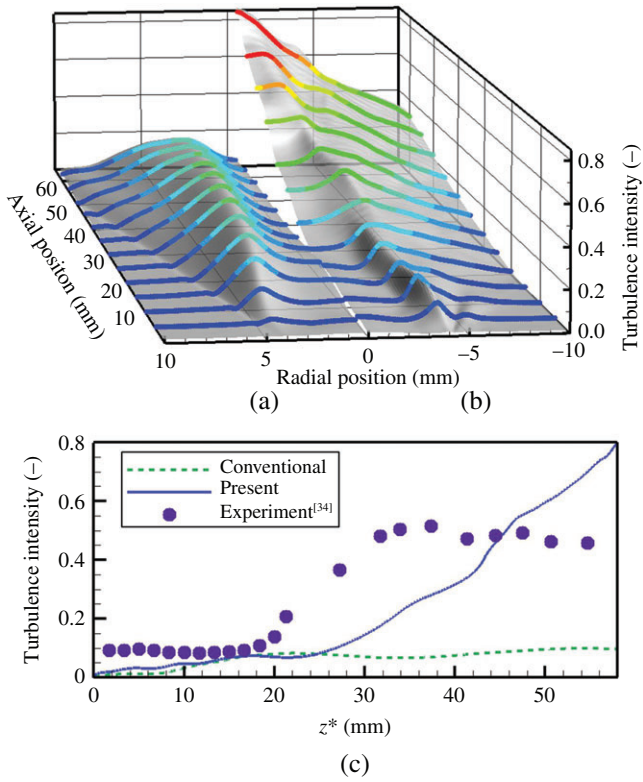 0.8
0.6
0.4
0.2
0.0
Turbulence intensity (–)
60
50
40
30
20
10
Axial positon (mm)
10
5
0
−5
−10
Radial position (mm)
(a)
(b)
0.8
0.6
0.4
0.2
0
Turbulence intensity (–)
Conventional
Present
Experiment[34]
0
10
20
30
40
50
z* (mm)
(c)